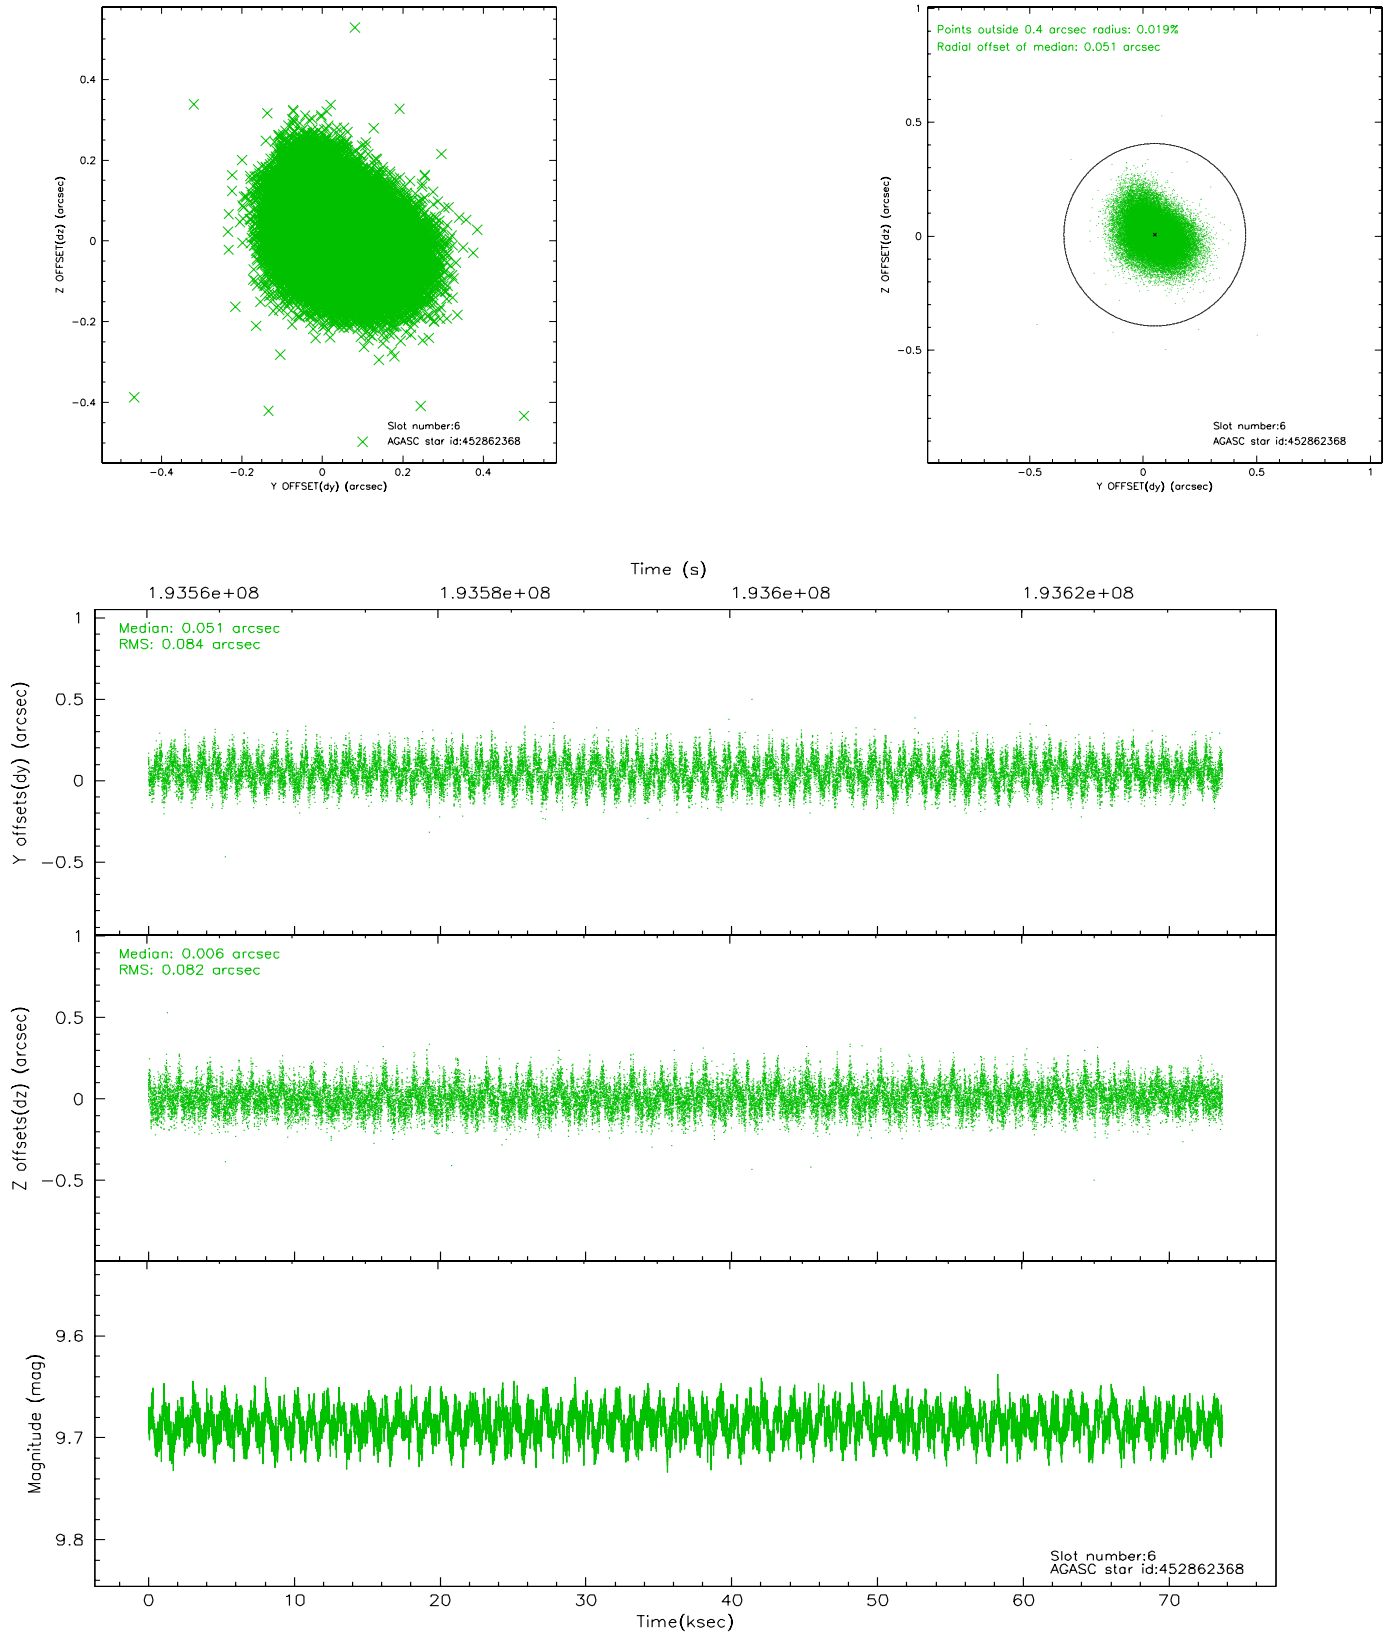 0.4
0.2
0
−0.2
−0.4
Z OFFSET(dz) (arcsec)
Slot number:6
AGASC star id:452862368
−0.4 −0.2 0 0.2 0.4
Y OFFSET(dy) (arcsec)
Points outside 0.4 arcsec radius: 0.019%
Radial offset of median: 0.051 arcsec
1
0.5
0
−0.5
Z OFFSET(dz) (arcsec)
Slot number:6
AGASC star id:452862368
−0.5 0 0.5 1
Y OFFSET(dy) (arcsec)
Time (s)
1.9356e+08 1.9358e+08 1.936e+08 1.9362e+08
Median: 0.051 arcsec
RMS: 0.084 arcsec
1
0.5
0
−0.5
Y offsets(dy) (arcsec)
Median: 0.006 arcsec
RMS: 0.082 arcsec
1
0.5
0
−0.5
Z offsets(dz) (arcsec)
9.6
9.7
9.8
Magnitude (mag)
Slot number:6
AGASC star id:452862368
0 10 20 30 40 50 60 70
Time(ksec)